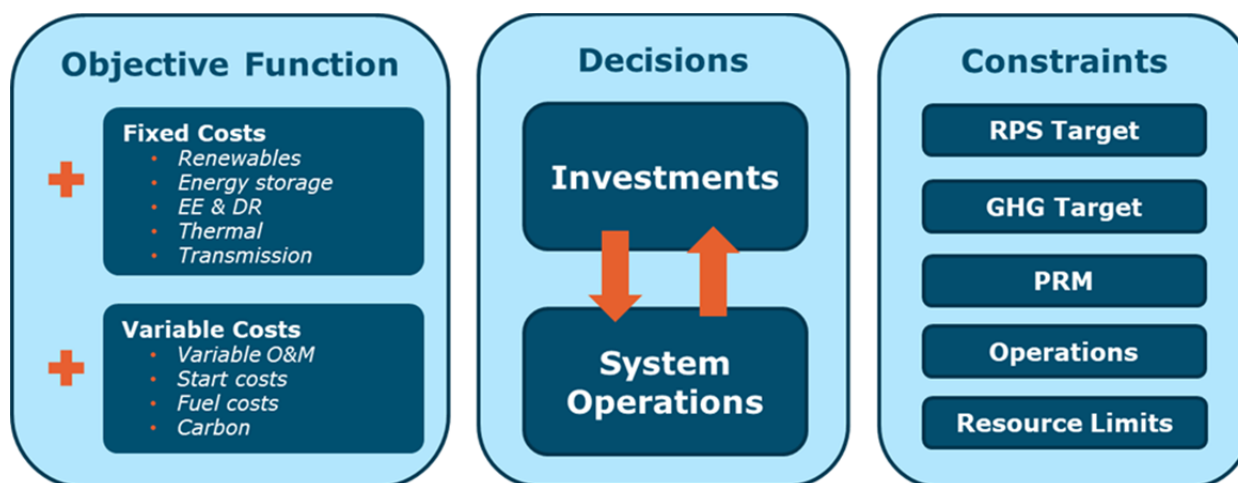 Objective Function
Fixed Costs
• Renewables
• Energy storage
• EE & DR
• Thermal
• Transmission
Variable Costs
• Variable O&M
• Start costs
• Fuel costs
• Carbon
Decisions
Investments
System
Operations
Constraints
RPS Target
GHG Target
PRM
Operations
Resource Limits